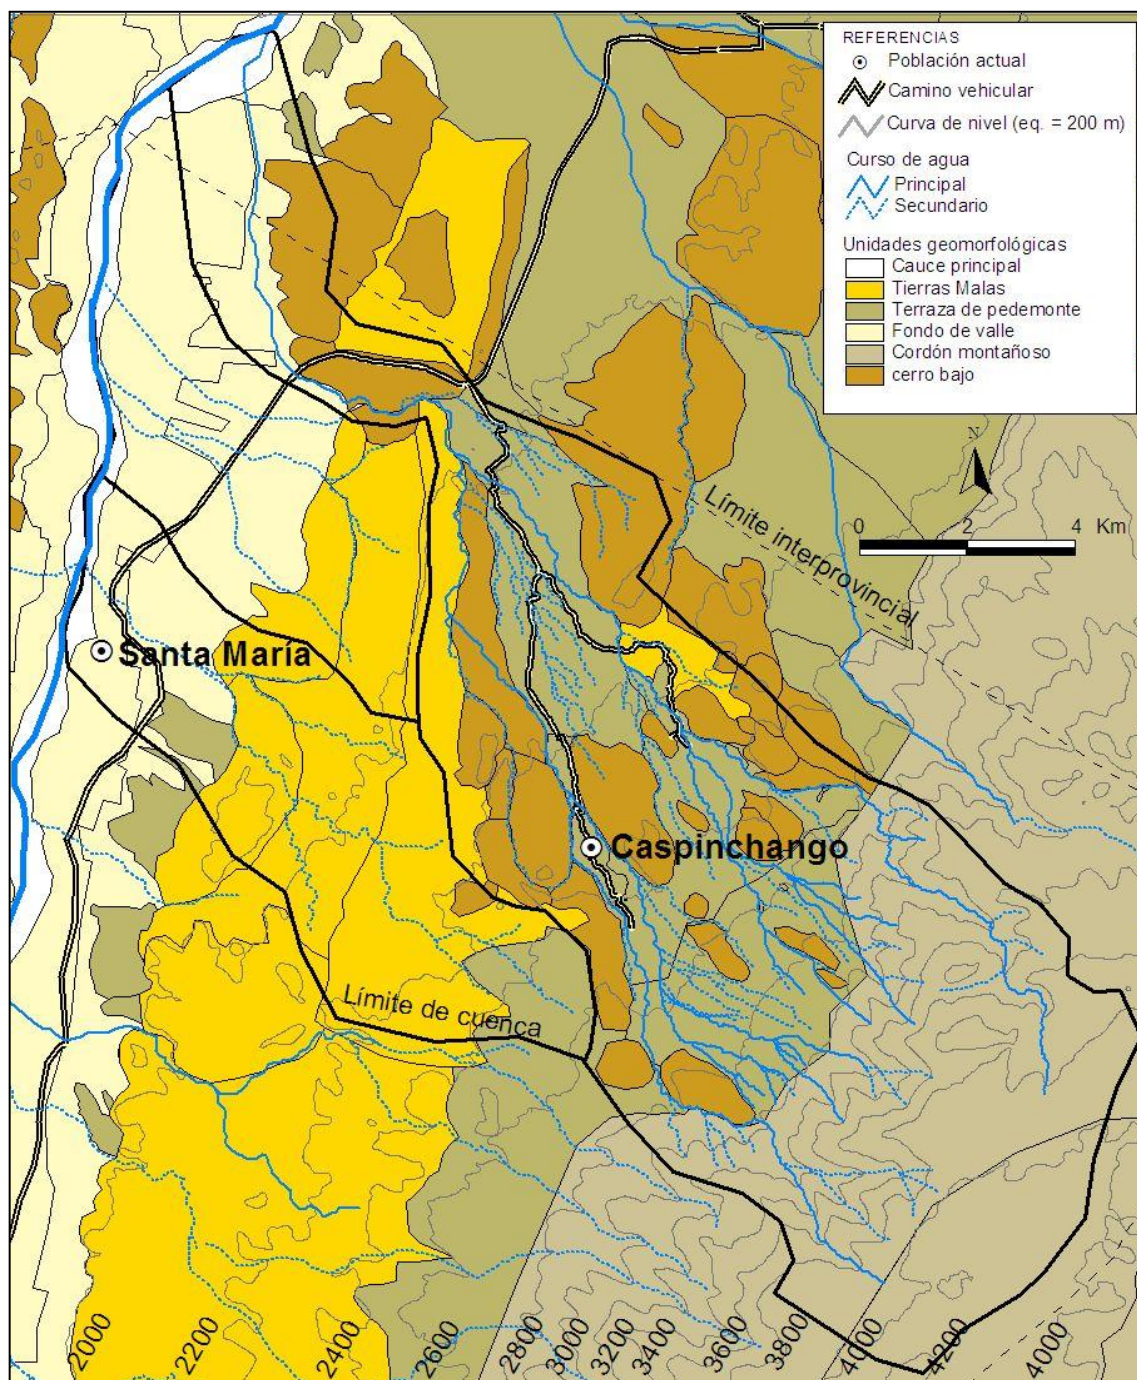 REFERENCIAS
Población actual
Camino vehicular
Curva de nivel (eq. = 200 m)
Curso de agua
Principal
Secundario
Unidades geomorfológicas
Cauce principal
Tierras Malas
Terraza de pedemonte
Fondo de valle
Cordón montañoso
cerro bajo
N
0 2 4 Km
Límite interprovincial
Santa María
Caspinchango
Límite de cuenca
2000 2200 2400 2600 2800 3000 3200 3400 3600 3800 4000 4200 4000